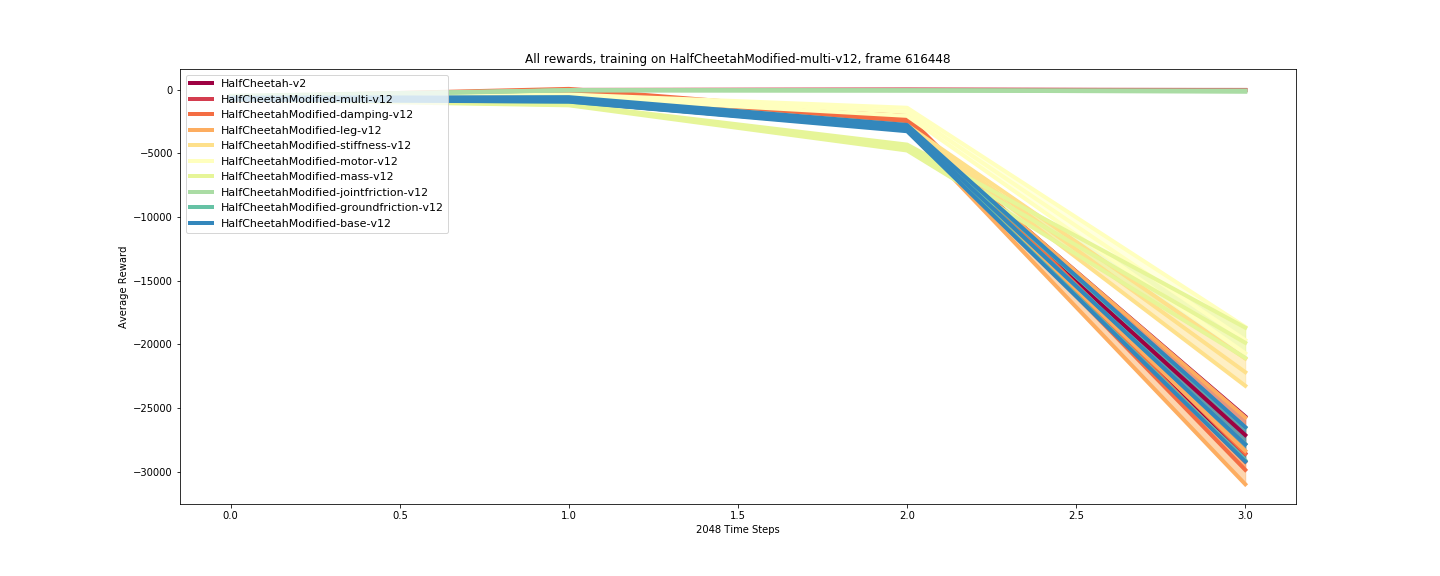 All rewards, training on HalfCheetahModified-multi-v12, frame 616448
HalfCheetah-v2
HalfCheetahModified-multi-v12
HalfCheetahModified-damping-v12
HalfCheetahModified-leg-v12
HalfCheetahModified-stiffness-v12
HalfCheetahModified-motor-v12
HalfCheetahModified-mass-v12
HalfCheetahModified-jointfriction-v12
HalfCheetahModified-groundfriction-v12
HalfCheetahModified-base-v12
Average Reward
0
−5000
−10000
−15000
−20000
−25000
−30000
0.0 0.5 1.0 1.5 2.0 2.5 3.0
2048 Time Steps